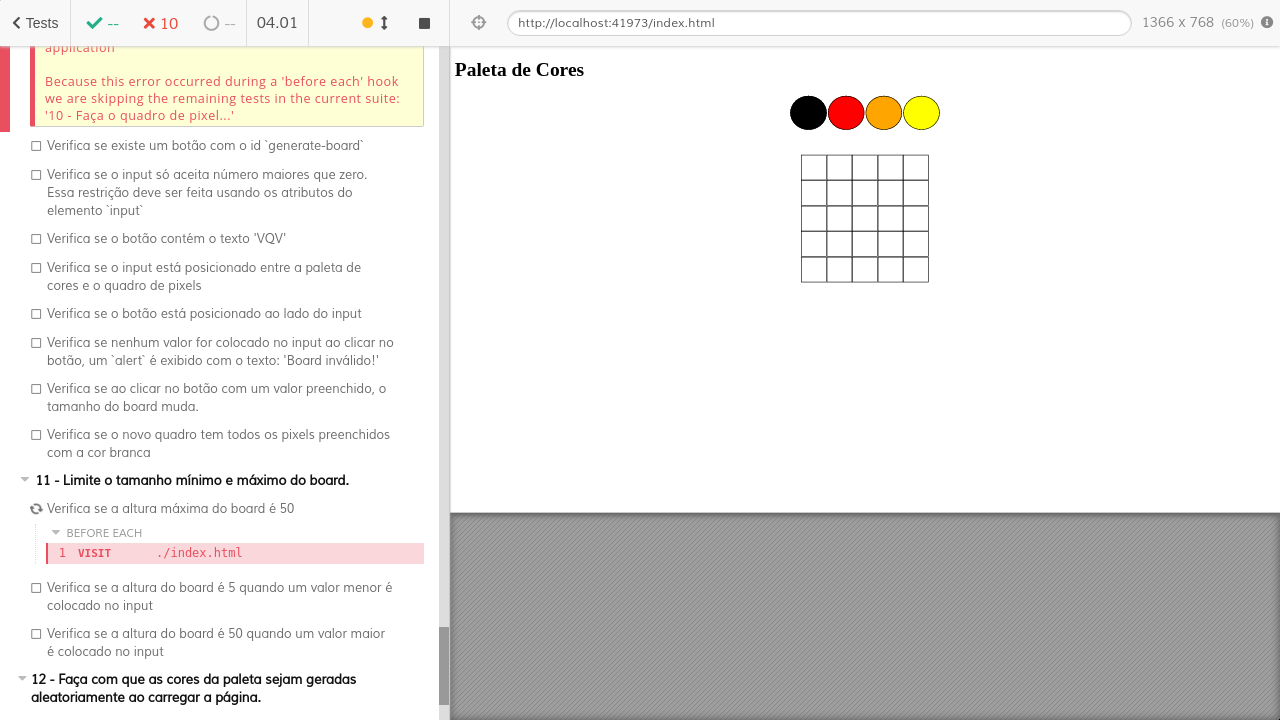 Tests
--
10
--
04.01
http://localhost:41973/index.html
1366 x 768 (60%)
application
Because this error occurred during a 'before each' hook
we are skipping the remaining tests in the current suite:
'10 - Faça o quadro de pixel...'
Verifica se existe um botão com o id `generate-board`
Verifica se o input só aceita número maiores que zero.
Essa restrição deve ser feita usando os atributos do
elemento `input`
Verifica se o botão contém o texto 'VQV'
Verifica se o input está posicionado entre a paleta de
cores e o quadro de pixels
Verifica se o botão está posicionado ao lado do input
Verifica se nenhum valor for colocado no input ao clicar no
botão, um `alert` é exibido com o texto: 'Board inválido!'
Verifica se ao clicar no botão com um valor preenchido, o
tamanho do board muda.
Verifica se o novo quadro tem todos os pixels preenchidos
com a cor branca
11 - Limite o tamanho mínimo e máximo do board.
Verifica se a altura máxima do board é 50
BEFORE EACH
1 VISIT ./index.html
Verifica se a altura do board é 5 quando um valor menor é
colocado no input
Verifica se a altura do board é 50 quando um valor maior
é colocado no input
12 - Faça com que as cores da paleta sejam geradas
aleatoriamente ao carregar a página.
Paleta de Cores